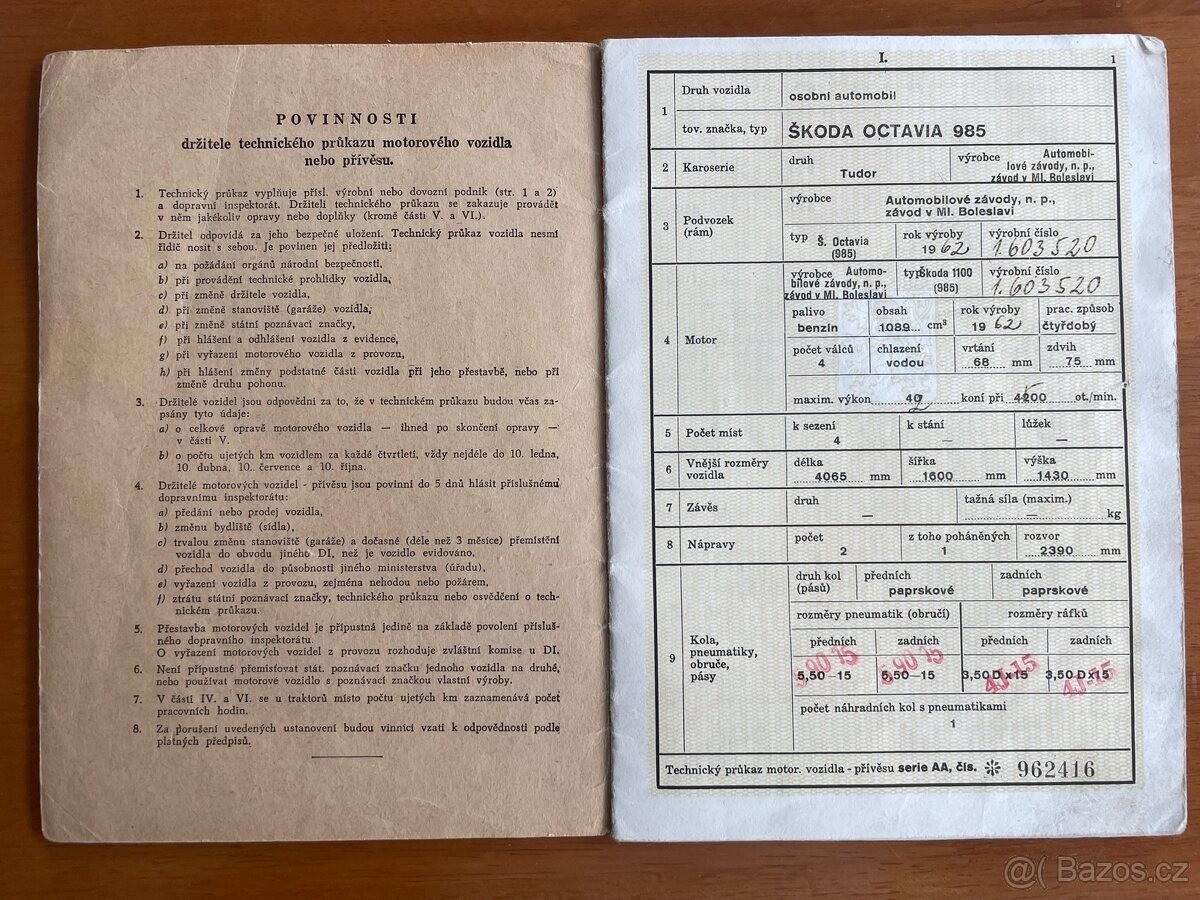 POVINNOSTI
držitele technického průkazu motorového vozidla
nebo přívěsu.
1. Technický průkaz vyplňuje přísl. výrobní nebo dovozní podnik (str. 1 a 2)
a dopravní inspektorát. Držiteli technického průkazu se zakazuje provádět
v něm jakékoliv opravy nebo doplňky (kromě části V. a VI.).
2. Držitel odpovídá za jeho bezpečné uložení. Technický průkaz vozidla nesmí
řidič nosit s sebou. Je povinen jej předložiti:
a) na požádání orgánů národní bezpečnosti,
b) při provádění technické prohlídky vozidla,
c) při změně držitele vozidla,
d) při změně stanoviště (garáže) vozidla,
e) při změně státní poznávací značky,
f) při hlášení a odhlášení vozidla z evidence,
g) při vyřazení motorového vozidla z provozu,
h) při hlášení změny podstatné části vozidla při jeho přestavbě, nebo při
změně druhu pohonu.
3. Držitelé vozidel jsou odpovědni za to, že v technickém průkazu budou včas za-
psány tyto údaje:
a) o celkové opravě motorového vozidla — ihned po skončení opravy —
v části V.
b) o počtu ujetých km vozidlem za každé čtvrtletí, vždy nejdéle do 10. ledna,
10. dubna, 10. července a 10. října.
4. Držitelé motorových vozidel - přívěsu jsou povinni do 5 dnů hlásit příslušnému
dopravnímu inspektorátu:
a) předání nebo prodej vozidla,
b) změnu bydliště (sídla),
c) trvalou změnu stanoviště (garáže) a dočasné (déle než 3 měsíce) přemístění
vozidla do obvodu jiného DI, než je vozidlo evidováno,
d) přechod vozidla do působnosti jiného ministerstva (úřadu),
e) vyřazení vozidla z provozu, zejména nehodou nebo požárem,
f) ztrátu státní poznávací značky, technického průkazu nebo osvědčení o tech-
nickém průkazu.
5. Přestavba motorových vozidel je přípustná jedině na základě povolení přísluš-
ného dopravního inspektorátu.
O vyřazení motorových vozidel z provozu rozhoduje zvláštní komise u DI.
6. Není přípustné přemisťovat stát. poznávací značku jednoho vozidla na druhé,
nebo používat motorové vozidlo s poznávací značkou vlastní výroby.
7. V části IV. a VI. se u traktorů místo počtu ujetých km zaznamenává počet
pracovních hodin.
8. Za porušení uvedených ustanovení budou vinníci vzati k odpovědnosti podle
platných předpisů.
I. 1
1 Druh vozidla osobní automobil
tov. značka, typ ŠKODA OCTAVIA 985
2 Karoserie druh Tudor výrobce Automobi-
lové závody, n. p.,
závod v Ml. Boleslavi
3 Podvozek (rám) výrobce Automobilové závody, n. p.,
závod v Ml. Boleslavi
typ Š. Octavia (985) rok výroby 1962 výrobní číslo 1.603520
4 Motor výrobce Automo-
bilové závody, n. p.,
závod v Ml. Boleslavi
typ Škoda 1100 (985) výrobní číslo 1.603520
palivo benzin obsah 1089 cm³ rok výroby 1962 prac. způsob čtyřdobý
počet válců 4 chlazení vodou vrtání 68 mm zdvih 75 mm
maxim. výkon 42 koní při 4500 ot./min.
5 Počet míst k sezení 4 k stání — lůžek —
6 Vnější rozměry vozidla délka 4065 mm šířka 1600 mm výška 1430 mm
7 Závěs druh — tažná síla (maxim.) — kg
8 Nápravy počet 2 z toho poháněných 1 rozvor 2390 mm
9 Kola, pneumatiky, obruče, pásy
druh kol (pásů) předních paprskové zadních paprskové
rozměry pneumatik (obručí) rozměry ráfků
předních zadních předních zadních
5,90-15 5,90-15 4J-15 4J-15
5,50—15 5,50—15 3,50 D x 15 3,50 D x 15
počet náhradních kol s pneumatikami
1
Technický průkaz motor. vozidla - přívěsu serie AA, čís. 962416
@( Bazos.cz